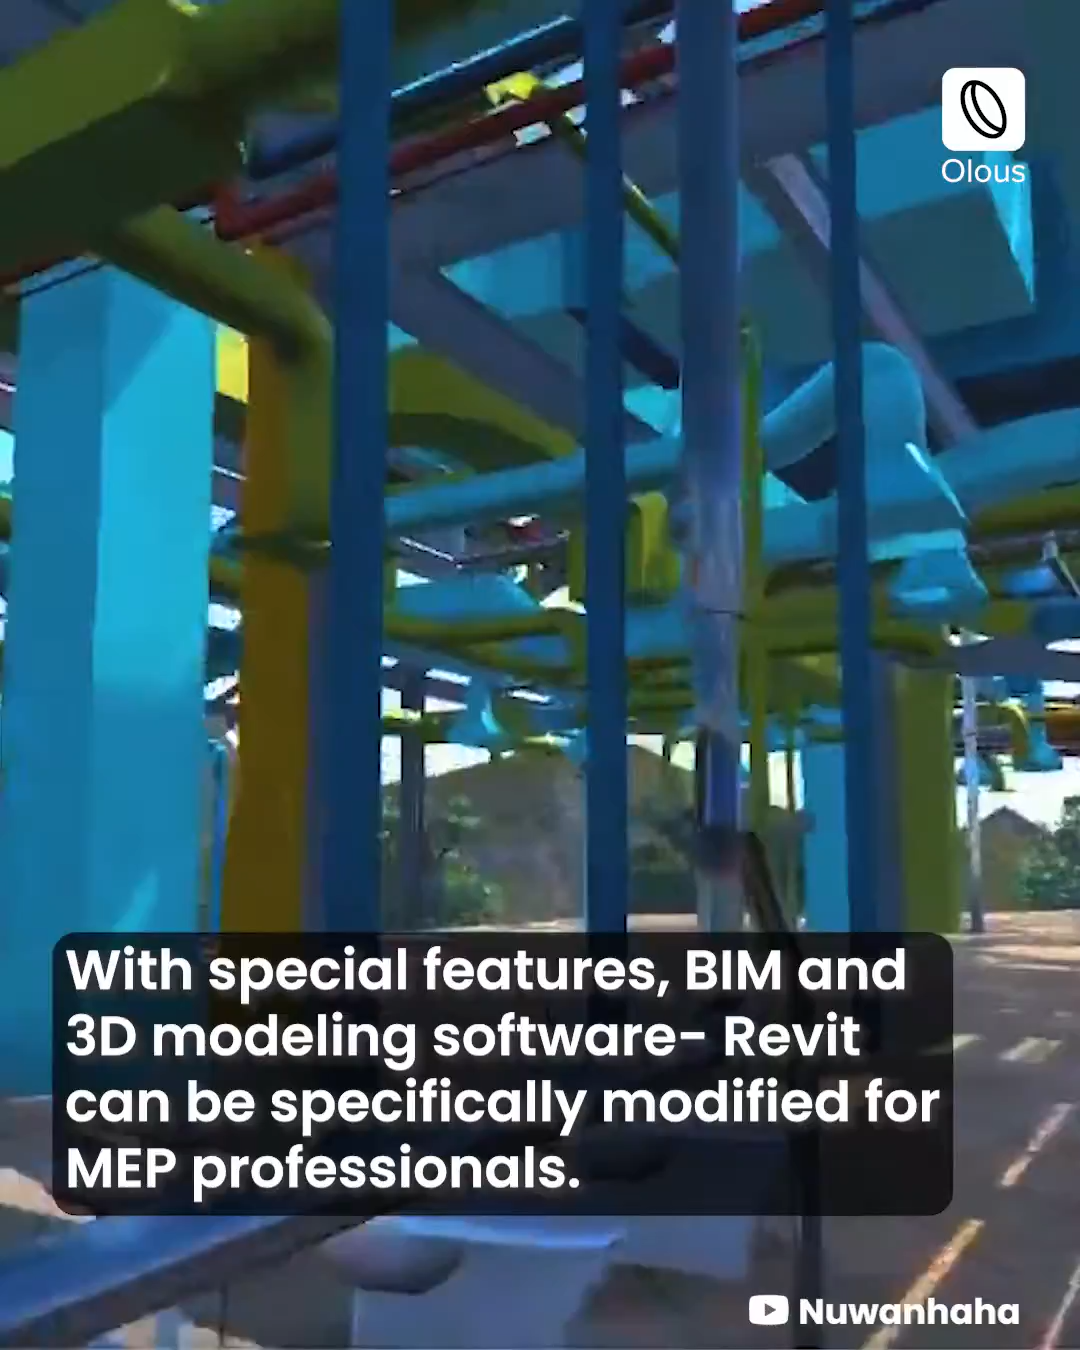 Olous
With special features, BIM and
3D modeling software- Revit
can be specifically modified for
MEP professionals.
Nuwanhaha